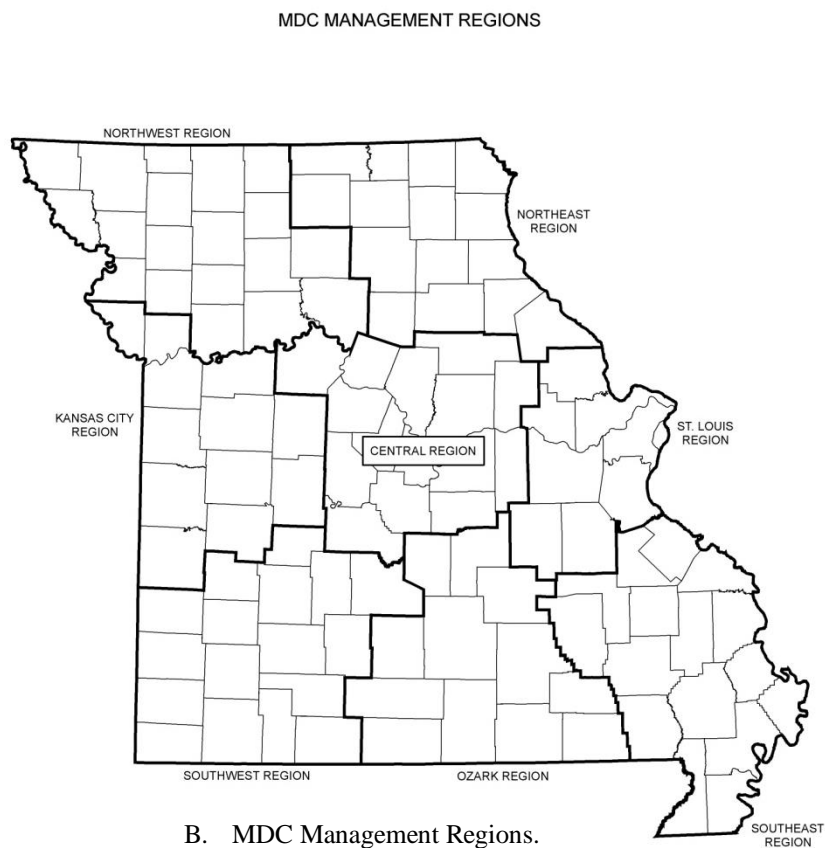 MDC MANAGEMENT REGIONS
NORTHWEST REGION
NORTHEAST
REGION
KANSAS CITY
REGION
CENTRAL REGION
ST. LOUIS
REGION
SOUTHWEST REGION
OZARK REGION
SOUTHEAST
REGION
B. MDC Management Regions.